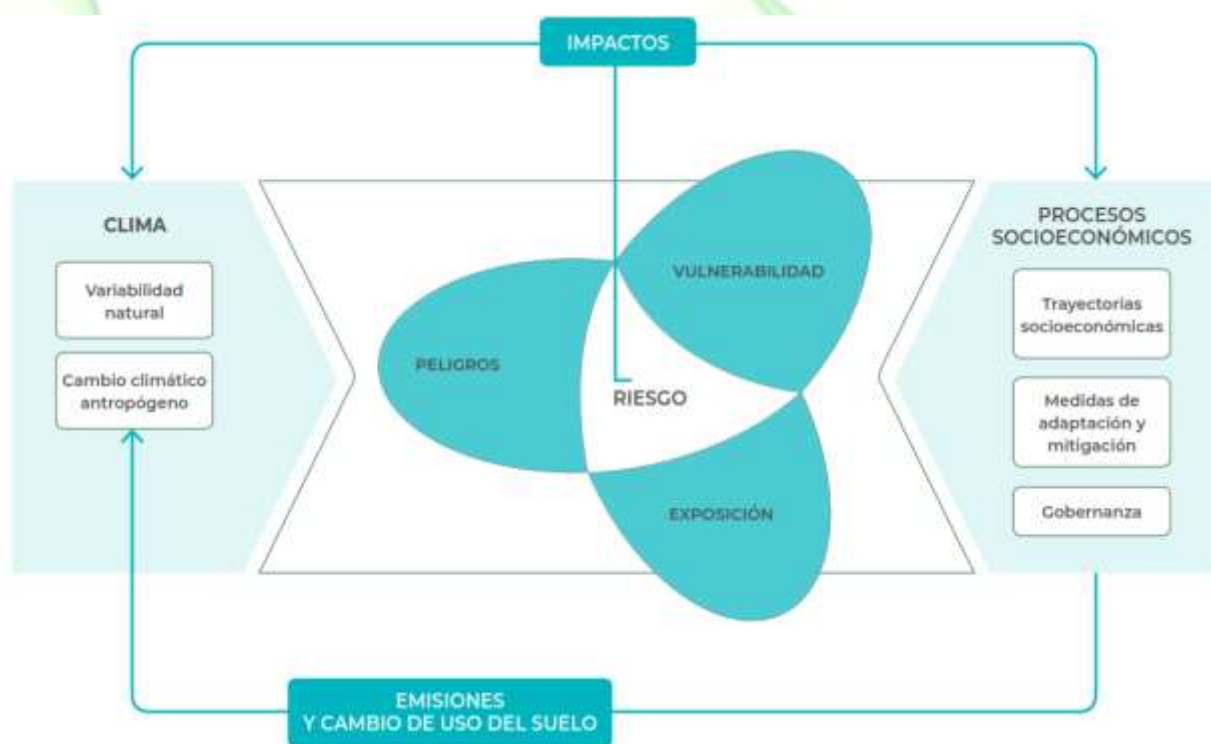 IMPACTOS
CLIMA
Variabilidad
natural
Cambio climático
antropógeno
PELIGROS
VULNERABILIDAD
RIESGO
EXPOSICIÓN
PROCESOS
SOCIOECONÓMICOS
Trayectorias
socioeconómicas
Medidas de
adaptación y
mitigación
Gobernanza
EMISIONES
Y CAMBIO DE USO DEL SUELO